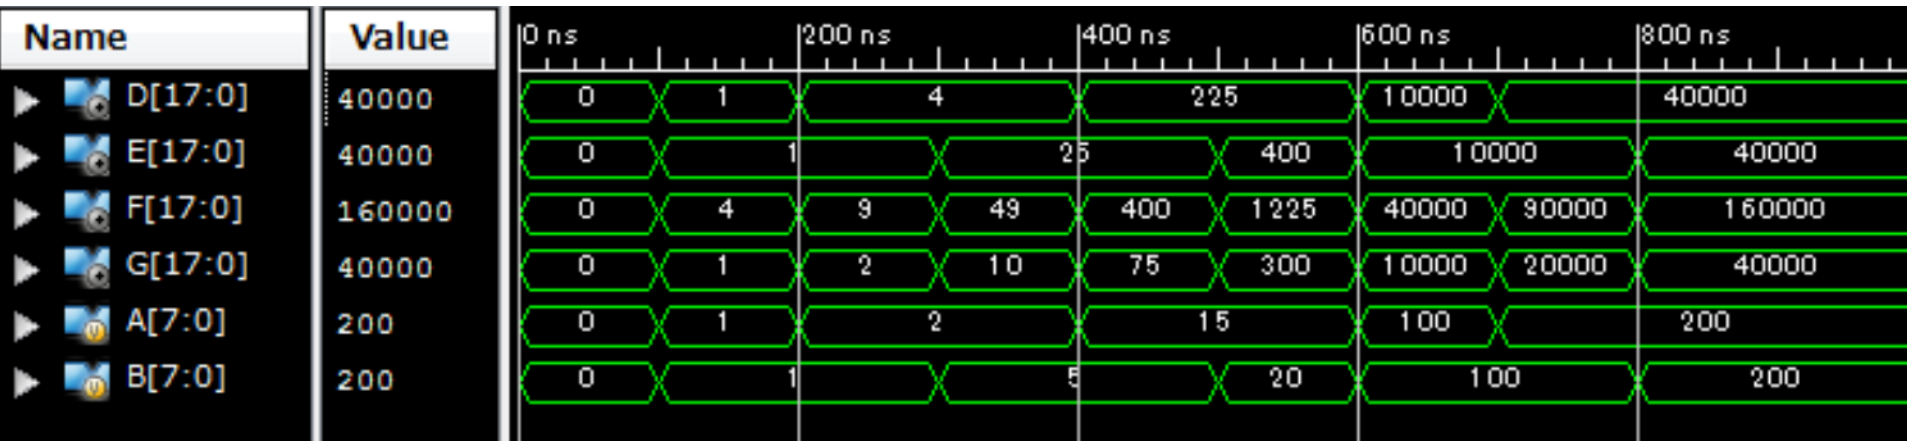 Name Value 0 ns 200 ns 400 ns 600 ns 800 ns
D[17:0] 40000 0 1 4 225 10000 40000
E[17:0] 40000 0 1 25 400 10000 40000
F[17:0] 160000 0 4 9 49 400 1225 40000 90000 160000
G[17:0] 40000 0 1 2 10 75 300 10000 20000 40000
A[7:0] 200 0 1 2 15 100 200
B[7:0] 200 0 1 5 20 100 200